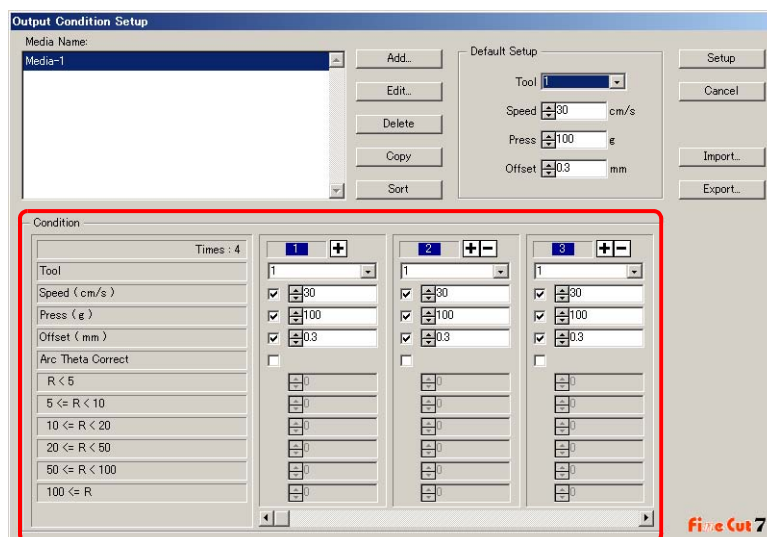 Output Condition Setup
Media Name:
Media-1
Add...
Edit...
Delete
Copy
Sort
Default Setup
Tool 1
Speed 30 cm/s
Press 100 g
Offset 0.3 mm
Setup
Cancel
Import...
Export...
Condition
Times : 4 1 + 2 + - 3 + -
Tool 1 1 1
Speed ( cm/s ) 30 30 30
Press ( g ) 100 100 100
Offset ( mm ) 0.3 0.3 0.3
Arc Theta Correct
R < 5 0 0 0
5 <= R < 10 0 0 0
10 <= R < 20 0 0 0
20 <= R < 50 0 0 0
50 <= R < 100 0 0 0
100 <= R 0 0 0
Fine Cut 7